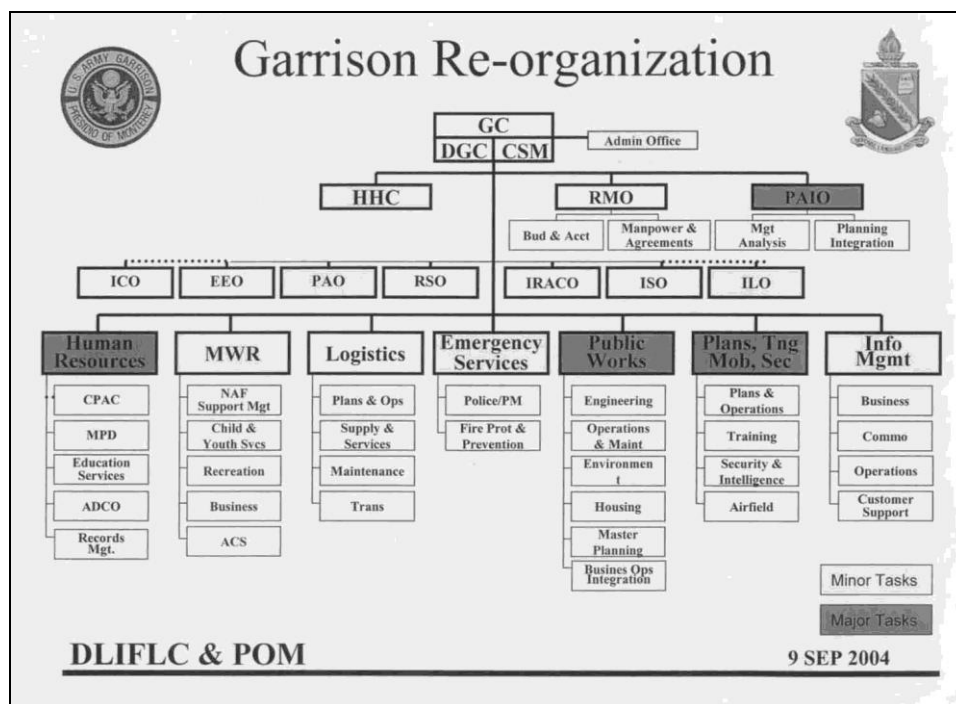 Garrison Re-organization
U.S. ARMY GARRISON
PRESIDIO OF MONTEREY
GC
DGC CSM
Admin Office
HHC
RMO
PAIO
Bud & Acct
Manpower &
Agreements
Mgt
Analysis
Planning
Integration
ICO
EEO
PAO
RSO
IRACO
ISO
ILO
Human
Resources
MWR
Logistics
Emergency
Services
Public
Works
Plans, Tng
Mob, Sec
Info
Mgmt
CPAC
MPD
Education
Services
ADCO
Records
Mgt.
NAF
Support Mgt
Child &
Youth Svcs
Recreation
Business
ACS
Plans & Ops
Supply &
Services
Maintenance
Trans
Police/PM
Fire Prot &
Prevention
Engineering
Operations
& Maint
Environmen
t
Housing
Master
Planning
Busines Ops
Integration
Plans &
Operations
Training
Security &
Intelligence
Airfield
Business
Commo
Operations
Customer
Support
Minor Tasks
Major Tasks
DLIFLC & POM
9 SEP 2004